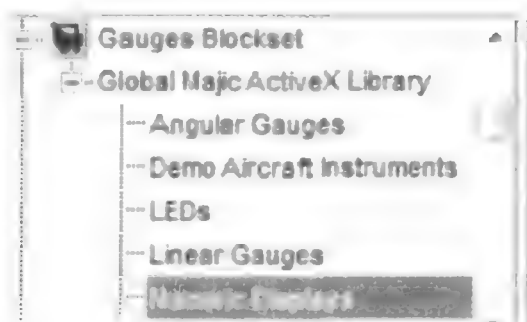 Gauges Blockset
Global Majic ActiveX Library
Angular Gauges
Demo Aircraft Instruments
LEDs
Linear Gauges